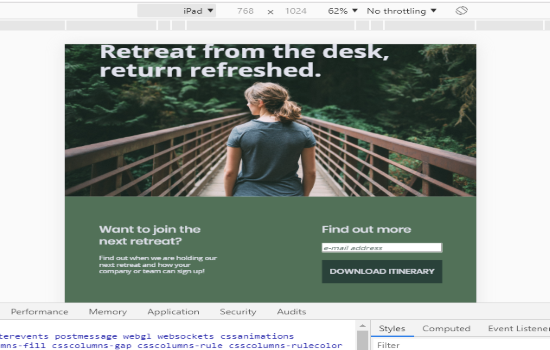 iPad ▼ 768 × 1024 62% ▼ No throttling ▼
Retreat from the desk,
return refreshed.
Want to join the
next retreat?
Find out when we are holding our
next retreat and how your
company or team can sign up!
Find out more
e-mail address
DOWNLOAD ITINERARY
Performance Memory Application Security Audits
terevents postmessage webgl websockets cssanimations
mns-fill csscolumns-gap csscolumns-rule csscolumns-rulecolor
Styles Computed Event Listene
Filter